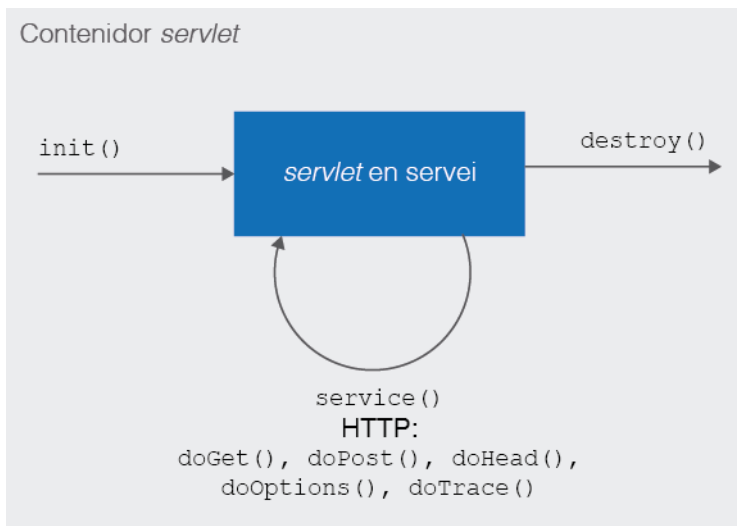 Contenidor servlet
init()
destroy()
servlet en servei
service()
HTTP:
doGet(), doPost(), doHead(),
doOptions(), doTrace()